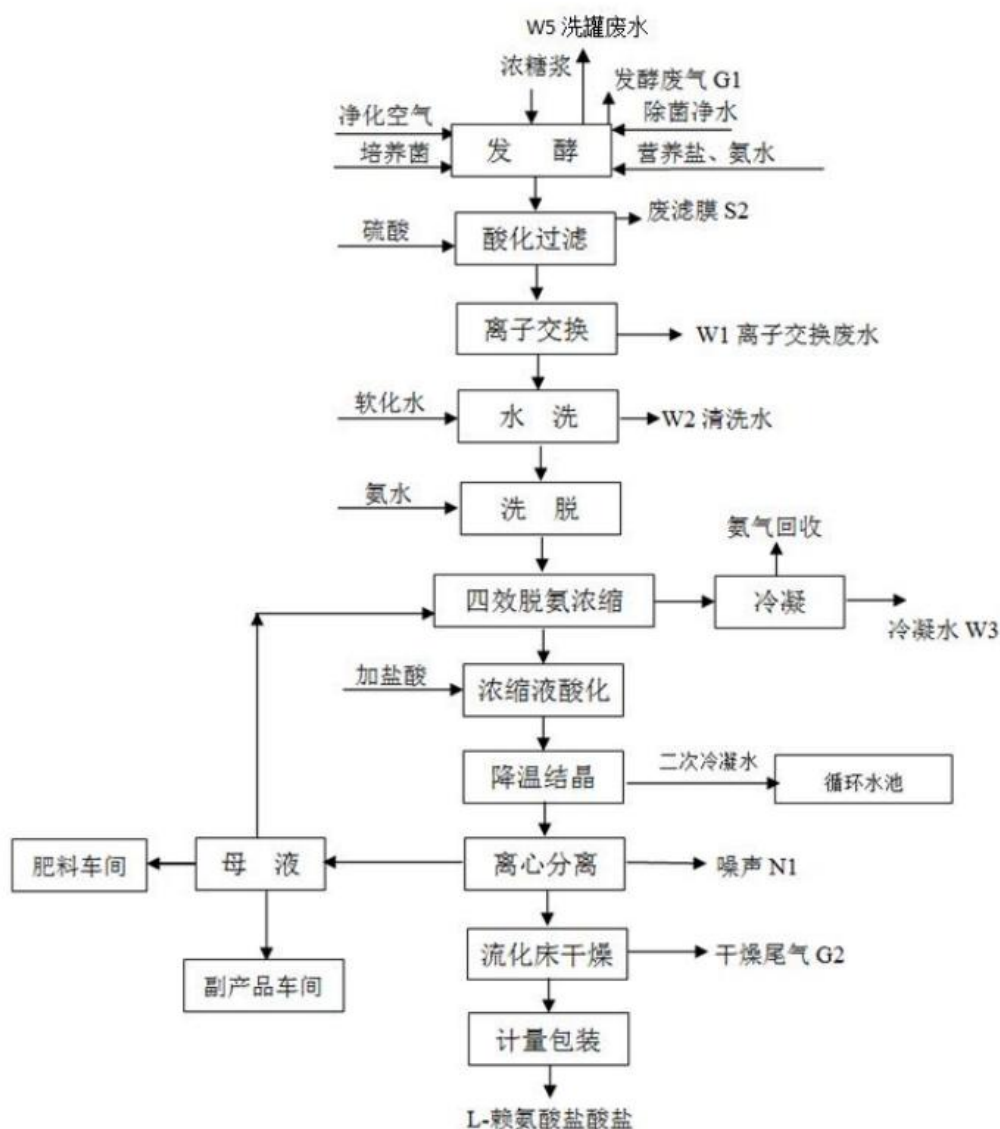 W5 洗罐废水
浓糖浆
发酵废气 G1
净化空气
除菌净水
发 酵
培养菌
营养盐、氨水
废滤膜 S2
硫酸
酸化过滤
离子交换
W1 离子交换废水
软化水
水 洗
W2 清洗水
氨水
洗 脱
氨气回收
四效脱氨浓缩
冷凝
冷凝水 W3
加盐酸
浓缩液酸化
降温结晶
二次冷凝水
循环水池
肥料车间
母 液
离心分离
噪声 N1
流化床干燥
干燥尾气 G2
副产品车间
计量包装
L-赖氨酸盐酸盐